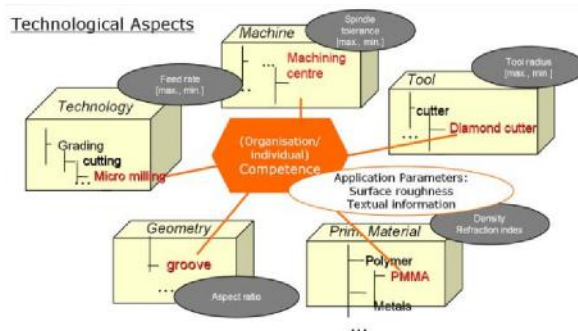 Technological Aspects
Machine
...
Machining
centre
Spindle
tolerance
[max., min.]
Feed rate
[max., min.]
Technology
Grading
cutting
...
Micro milling
Tool radius
[max., min.]
Tool
cutter
...
Diamond cutter
(Organisation/
individual)
Competence
Application Parameters:
Surface roughness
Textual information
Geometry
groove
...
Aspect ratio
Density
Refraction index
Material
Polymer
PMMA
Metals
...